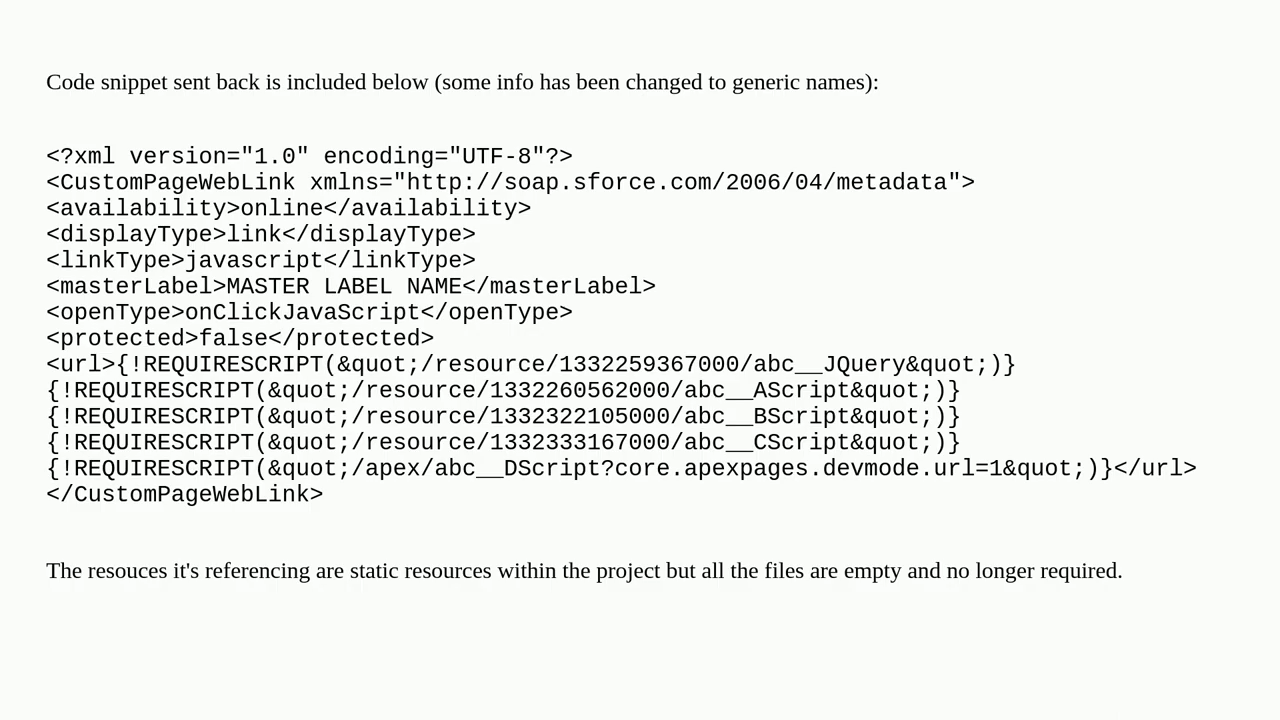 Code snippet sent back is included below (some info has been changed to generic names):
<?xml version="1.0" encoding="UTF-8"?>
<CustomPageWebLink xmlns="http://soap.sforce.com/2006/04/metadata">
<availability>online</availability>
<displayType>link</displayType>
<linkType>javascript</linkType>
<masterLabel>MASTER LABEL NAME</masterLabel>
<openType>onClickJavaScript</openType>
<protected>false</protected>
<url>{!REQUIRESCRIPT(&quot;/resource/1332259367000/abc__JQuery&quot;)}
{!REQUIRESCRIPT(&quot;/resource/1332260562000/abc__AScript&quot;)}
{!REQUIRESCRIPT(&quot;/resource/1332322105000/abc__BScript&quot;)}
{!REQUIRESCRIPT(&quot;/resource/1332333167000/abc__CScript&quot;)}
{!REQUIRESCRIPT(&quot;/apex/abc__DScript?core.apexpages.devmode.url=1&quot;)}</url>
</CustomPageWebLink>
The resouces it's referencing are static resources within the project but all the files are empty and no longer required.